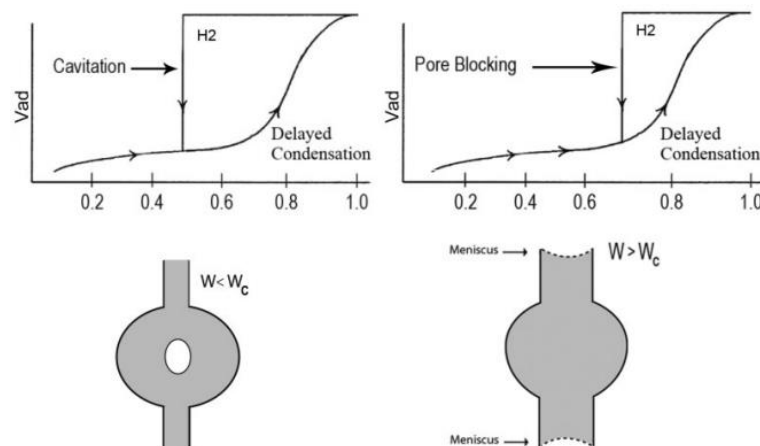 H2
Cavitation
Vad
Delayed
Condensation
0.2 0.4 0.6 0.8 1.0
H2
Pore Blocking
Delayed
Condensation
0.2 0.4 0.6 0.8 1.0
W< Wc
Meniscus
W > Wc
Meniscus